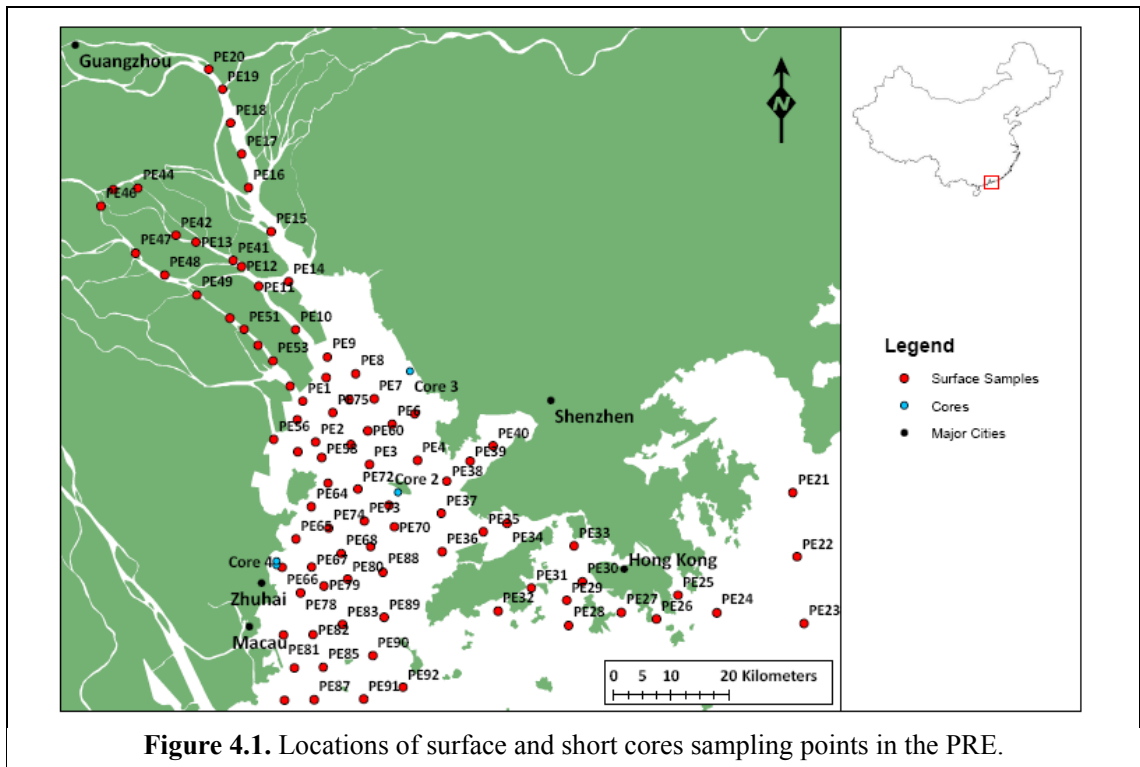 Guangzhou
PE20
PE19
PE18
PE17
PE16
PE44
PE46
PE15
PE42
PE13
PE41
PE47
PE12
PE48
PE14
PE11
PE49
PE51
PE10
PE53
PE9
PE8
PE1
PE7
Core 3
PE75
PE6
Shenzhen
PE56
PE2
PE60
PE58
PE3
PE4
PE40
PE39
PE38
PE72
Core 2
PE64
PE73
PE37
PE21
PE74
PE70
PE35
PE65
PE34
PE68
PE36
PE33
PE22
Core 4
PE67
PE88
Hong Kong
PE80
PE30
PE66
PE79
PE31
PE25
Zhuhai
PE78
PE29
PE83
PE89
PE32
PE28
PE27
PE26
PE24
PE23
Macau
PE82
PE81
PE85
PE90
PE92
PE87
PE91
N
0 5 10 20 Kilometers
Legend
Surface Samples
Cores
Major Cities
Figure 4.1. Locations of surface and short cores sampling points in the PRE.